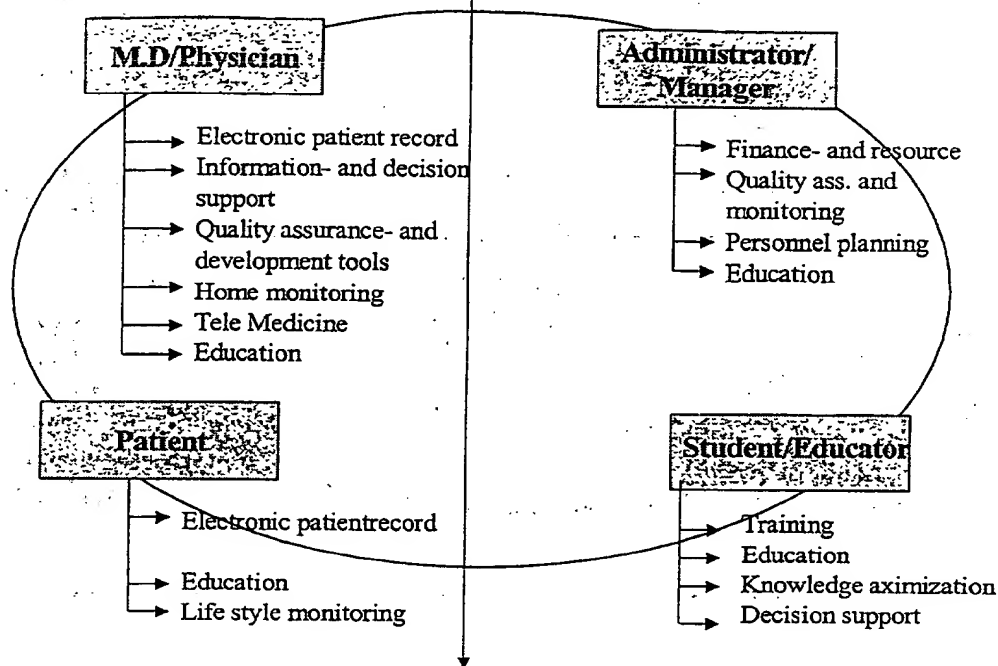 M.D/Physician
Electronic patient record
Information- and decision
support
Quality assurance- and
development tools
Home monitoring
Tele Medicine
Education
Administrator/
Manager
Finance- and resource
Quality ass. and
monitoring
Personnel planning
Education
Patient
Electronic patientrecord
Education
Life style monitoring
Student/Educator
Training
Education
Knowledge aximization
Decision support